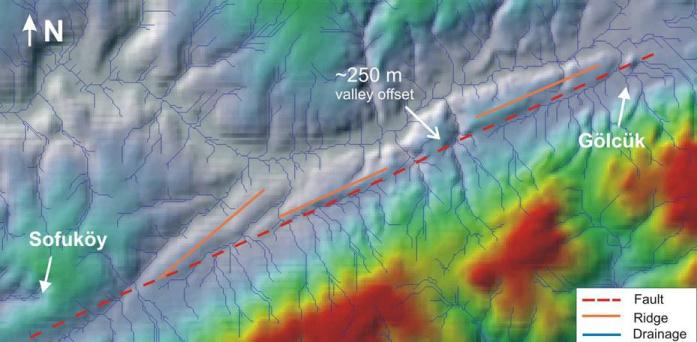 N
~250 m
valley offset
Gölcük
Sofuköy
Fault
Ridge
Drainage